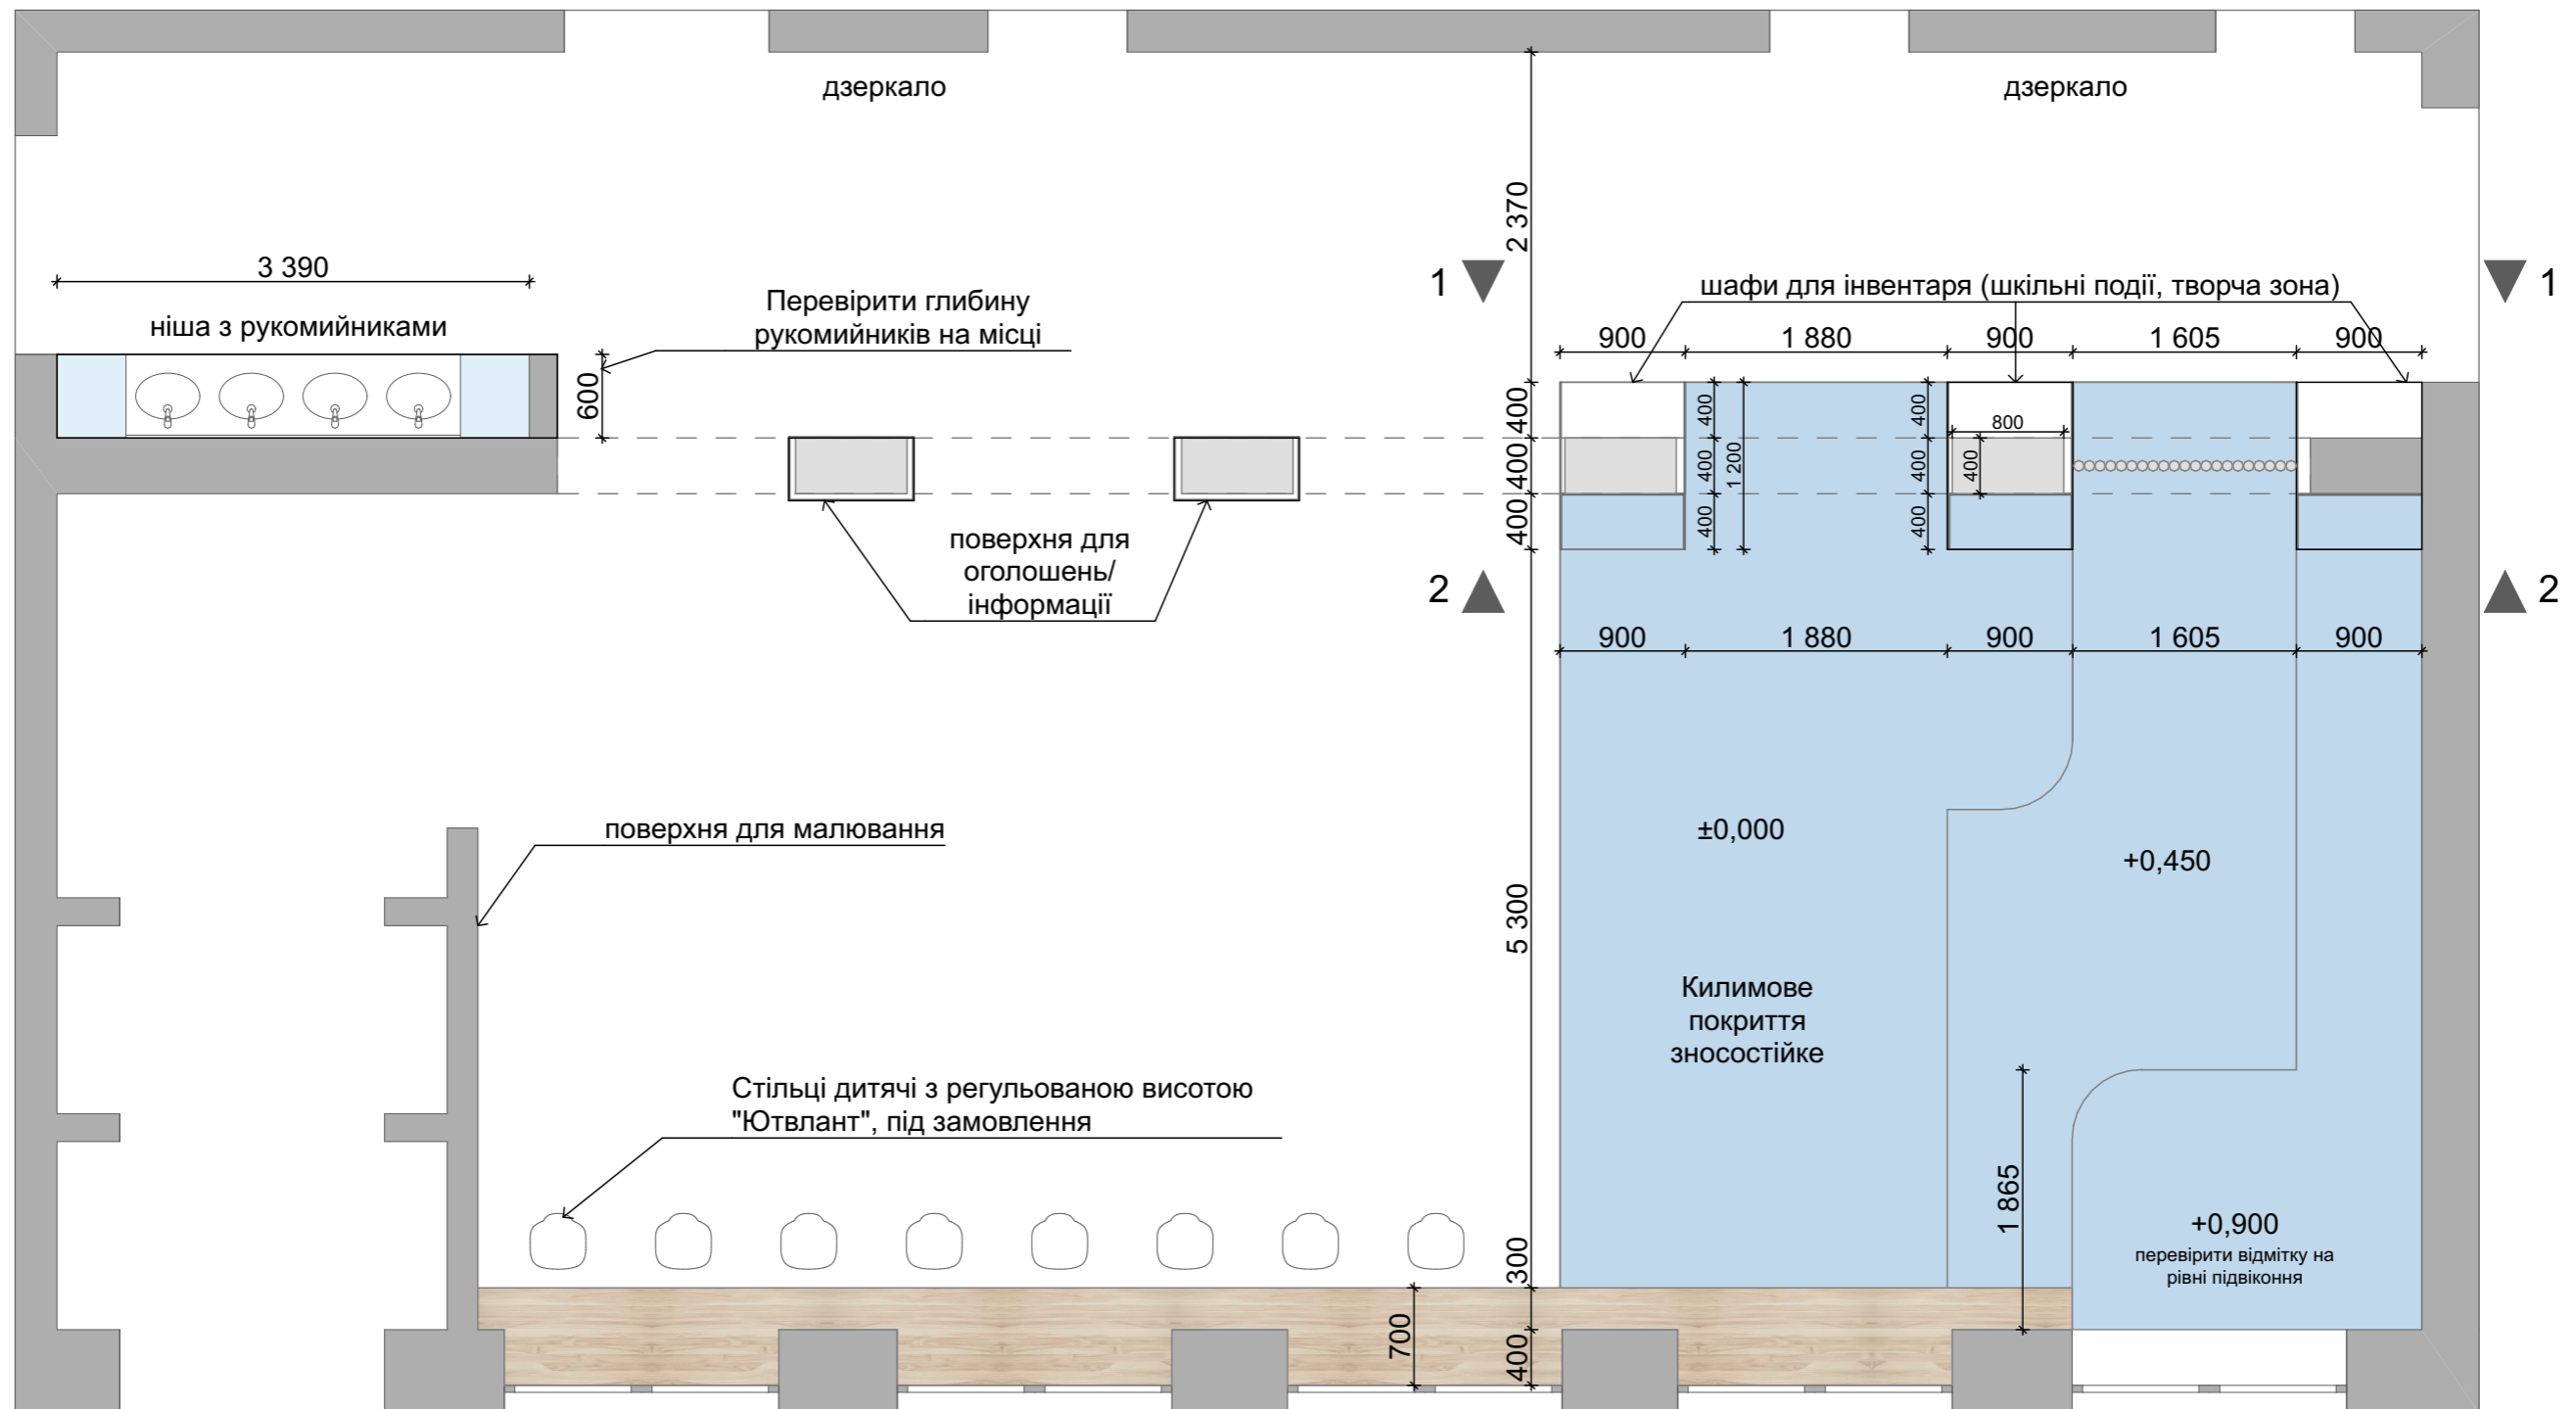 дзеркало
дзеркало
2 370
3 390
1
1
шафи для інвентаря (шкільні події, творча зона)
Перевірити глибину
рукомийників на місці
ніша з рукомийниками
900
1 880
900
1 605
900
600
400
400
400
400
400
400
1 200
400
400
400
800
400
поверхня для
оголошень/
інформації
2
2
900
1 880
900
1 605
900
поверхня для малювання
±0,000
+0,450
5 300
Килимове
покриття
зносостійке
Стільці дитячі з регульованою висотою
"Ютвлант", під замовлення
1 865
+0,900
перевірити відмітку на
рівні підвіконня
300
700
400